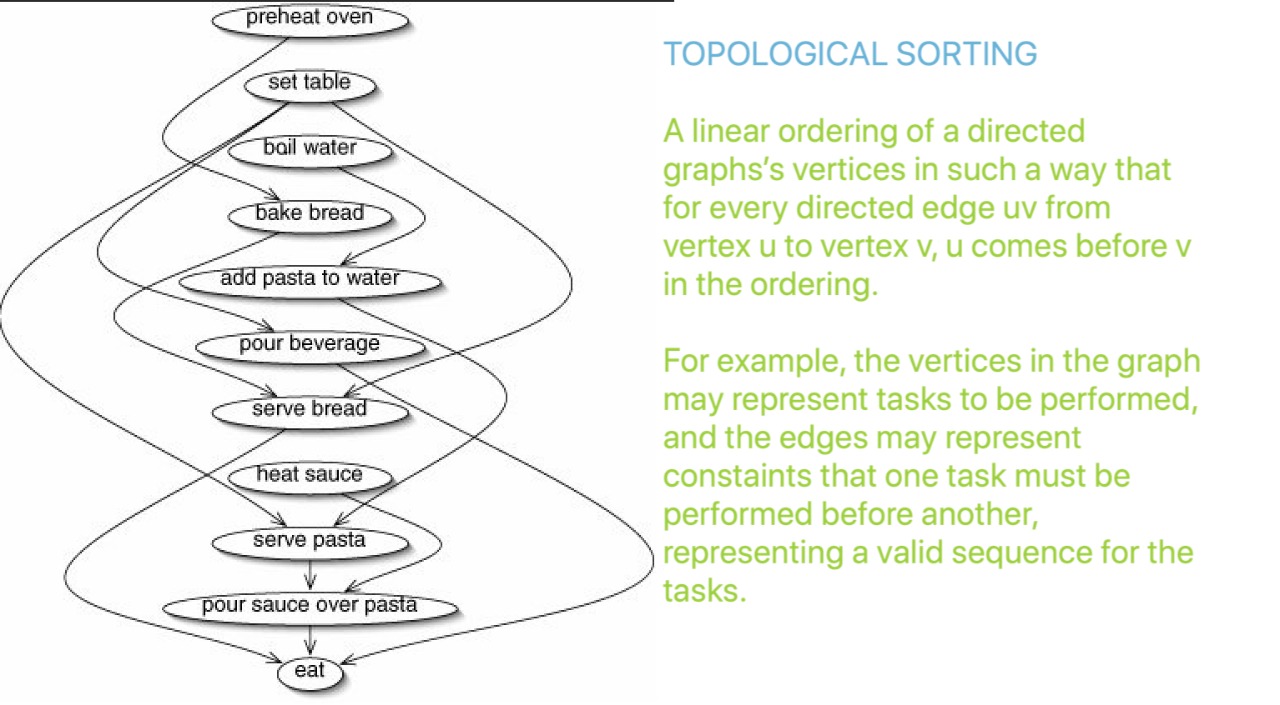 preheat oven
set table
boil water
bake bread
add pasta to water
pour beverage
serve bread
heat sauce
serve pasta
pour sauce over pasta
eat
TOPOLOGICAL SORTING
A linear ordering of a directed
graphs’s vertices in such a way that
for every directed edge uv from
vertex u to vertex v, u comes before v
in the ordering.
For example, the vertices in the graph
may represent tasks to be performed,
and the edges may represent
constaints that one task must be
performed before another,
representing a valid sequence for the
tasks.